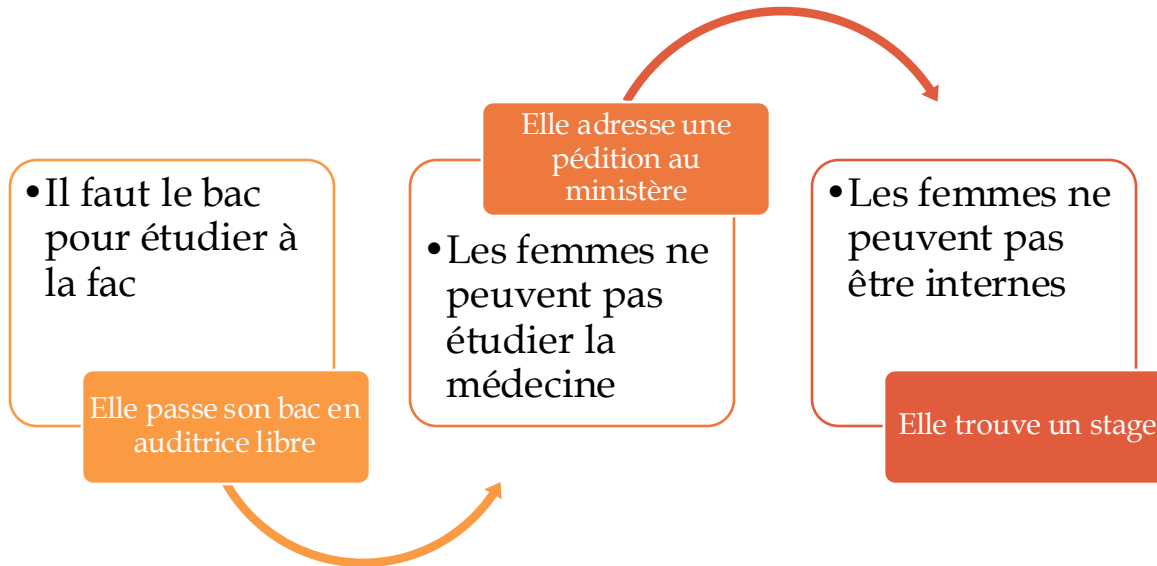 •Il faut le bac
pour étudier à
la fac
Elle passe son bac en
auditrice libre
Elle adresse une
pédition au
ministère
•Les femmes ne
peuvent pas
étudier la
médecine
•Les femmes ne
peuvent pas
être internes
Elle trouve un stage